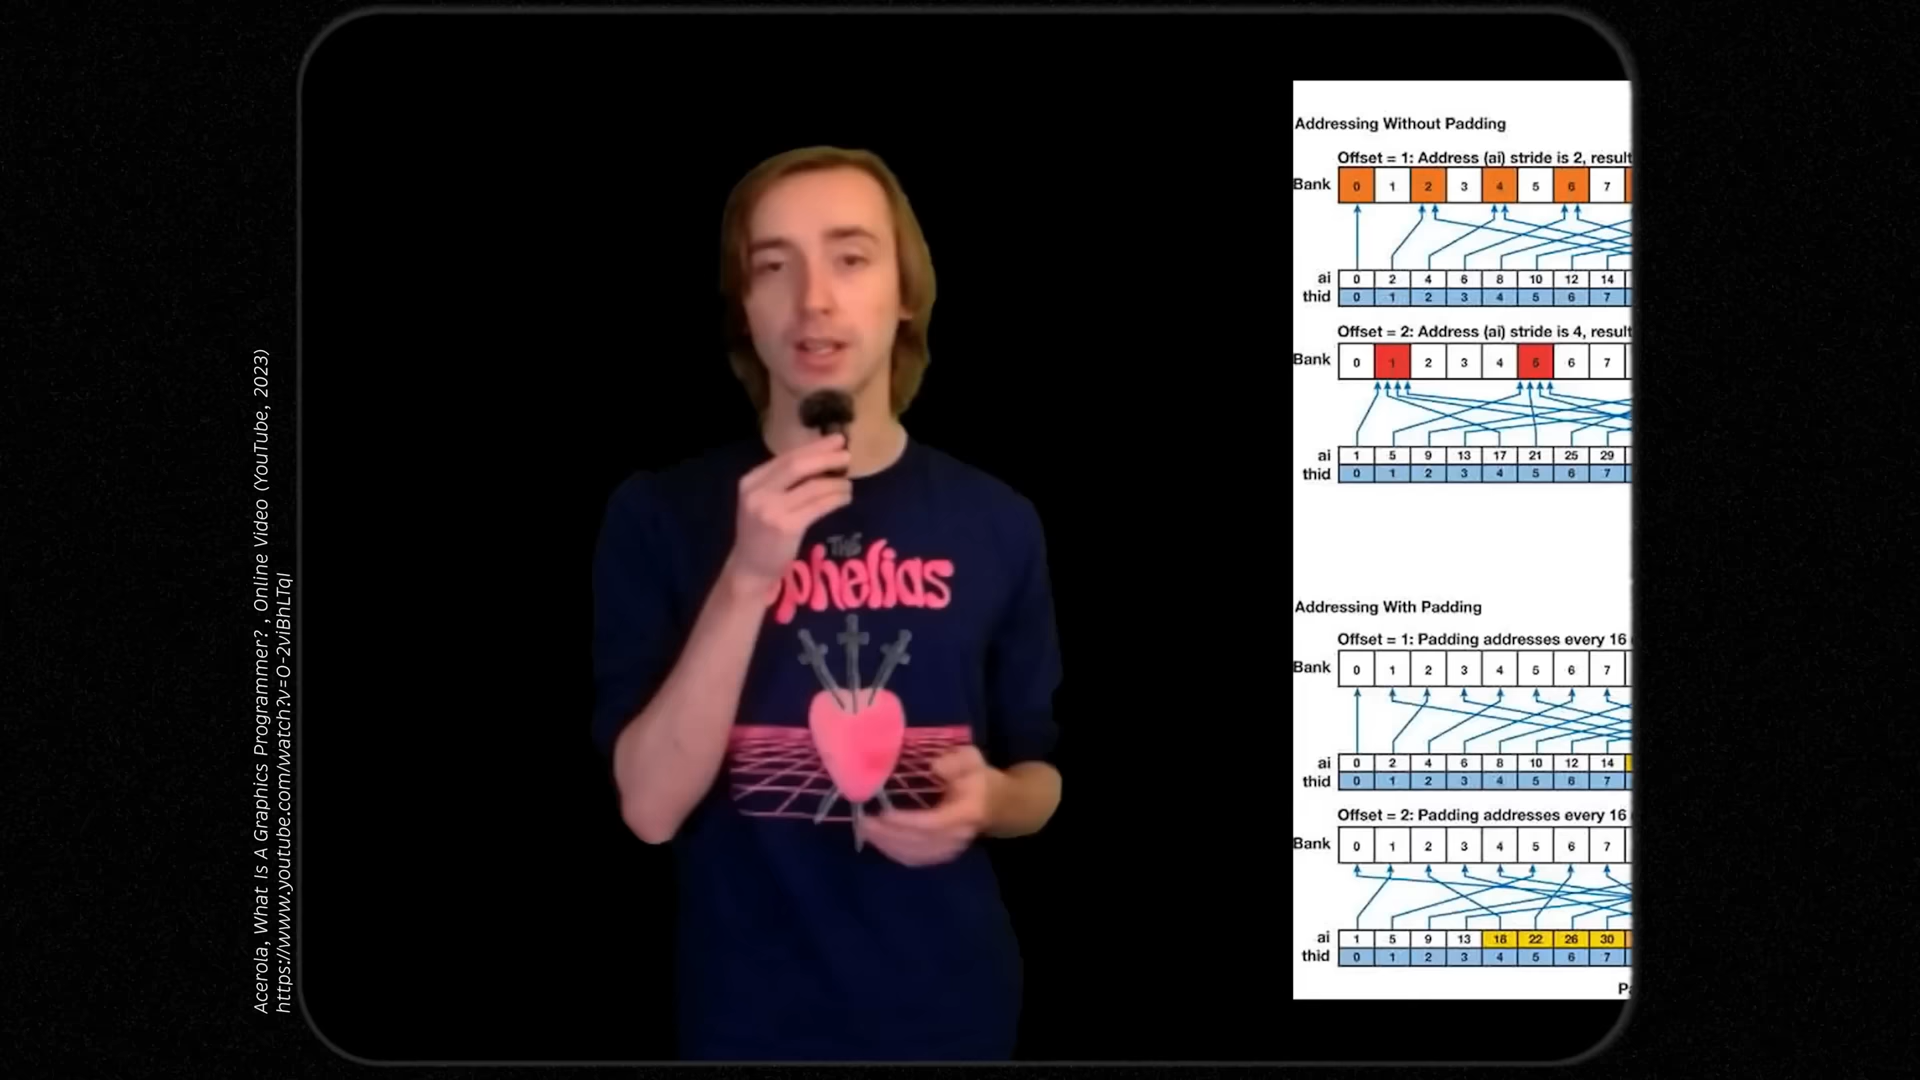 Acerola, What Is A Graphics Programmer? , Online Video (YouTube, 2023)
https://www.youtube.com/watch?v=O-2viBhLTqI
THE
Ophelias
Addressing Without Padding
Offset = 1: Address (ai) stride is 2, result
Bank 0 1 2 3 4 5 6 7
ai 0 2 4 6 8 10 12 14
thid 0 1 2 3 4 5 6 7
Offset = 2: Address (ai) stride is 4, result
Bank 0 1 2 3 4 5 6 7
ai 1 5 9 13 17 21 25 29
thid 0 1 2 3 4 5 6 7
Addressing With Padding
Offset = 1: Padding addresses every 16
Bank 0 1 2 3 4 5 6 7
ai 0 2 4 6 8 10 12 14
thid 0 1 2 3 4 5 6 7
Offset = 2: Padding addresses every 16
Bank 0 1 2 3 4 5 6 7
ai 1 5 9 13 18 22 26 30
thid 0 1 2 3 4 5 6 7